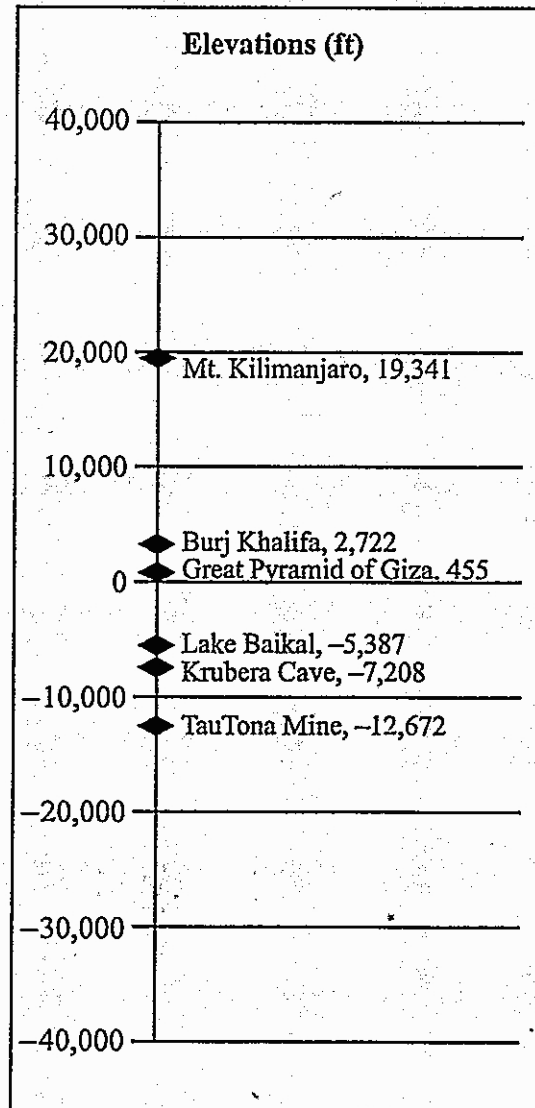 Elevations (ft)
40,000
30,000
20,000
Mt. Kilimanjaro, 19,341
10,000
Burj Khalifa, 2,722
Great Pyramid of Giza. 455
0
Lake Baikal, –5,387
Krubera Cave, –7,208
–10,000
TauTona Mine, –12,672
–20,000
–30,000
–40,000